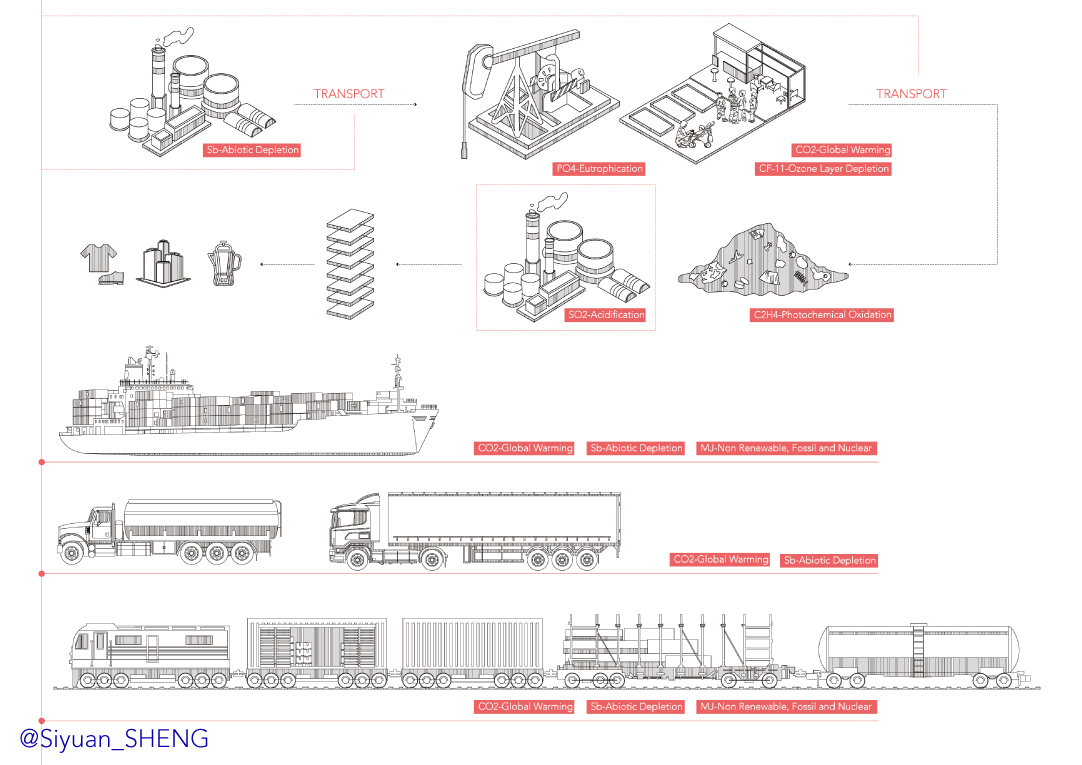 TRANSPORT
TRANSPORT
Sb-Abiotic Depletion
CO2-Global Warming
PO4-Eutrophication
CF-11-Ozone Layer Depletion
SO2-Acidification
C2H4-Photochemical Oxidation
CO2-Global Warming
Sb-Abiotic Depletion
MJ-Non Renewable, Fossil and Nuclear
CO2-Global Warming
Sb-Abiotic Depletion
CO2-Global Warming
Sb-Abiotic Depletion
MJ-Non Renewable, Fossil and Nuclear
@Siyuan_SHENG